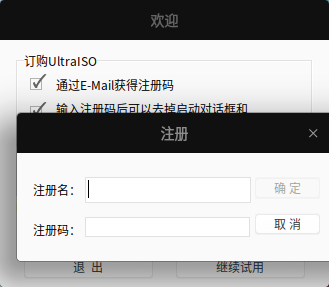 欢迎
订购UltraISO
通过E-Mail获得注册码
输入注册码后可以去掉启动对话框和
注册
注册名：
确 定
注册码：
取 消
退 出
继续试用